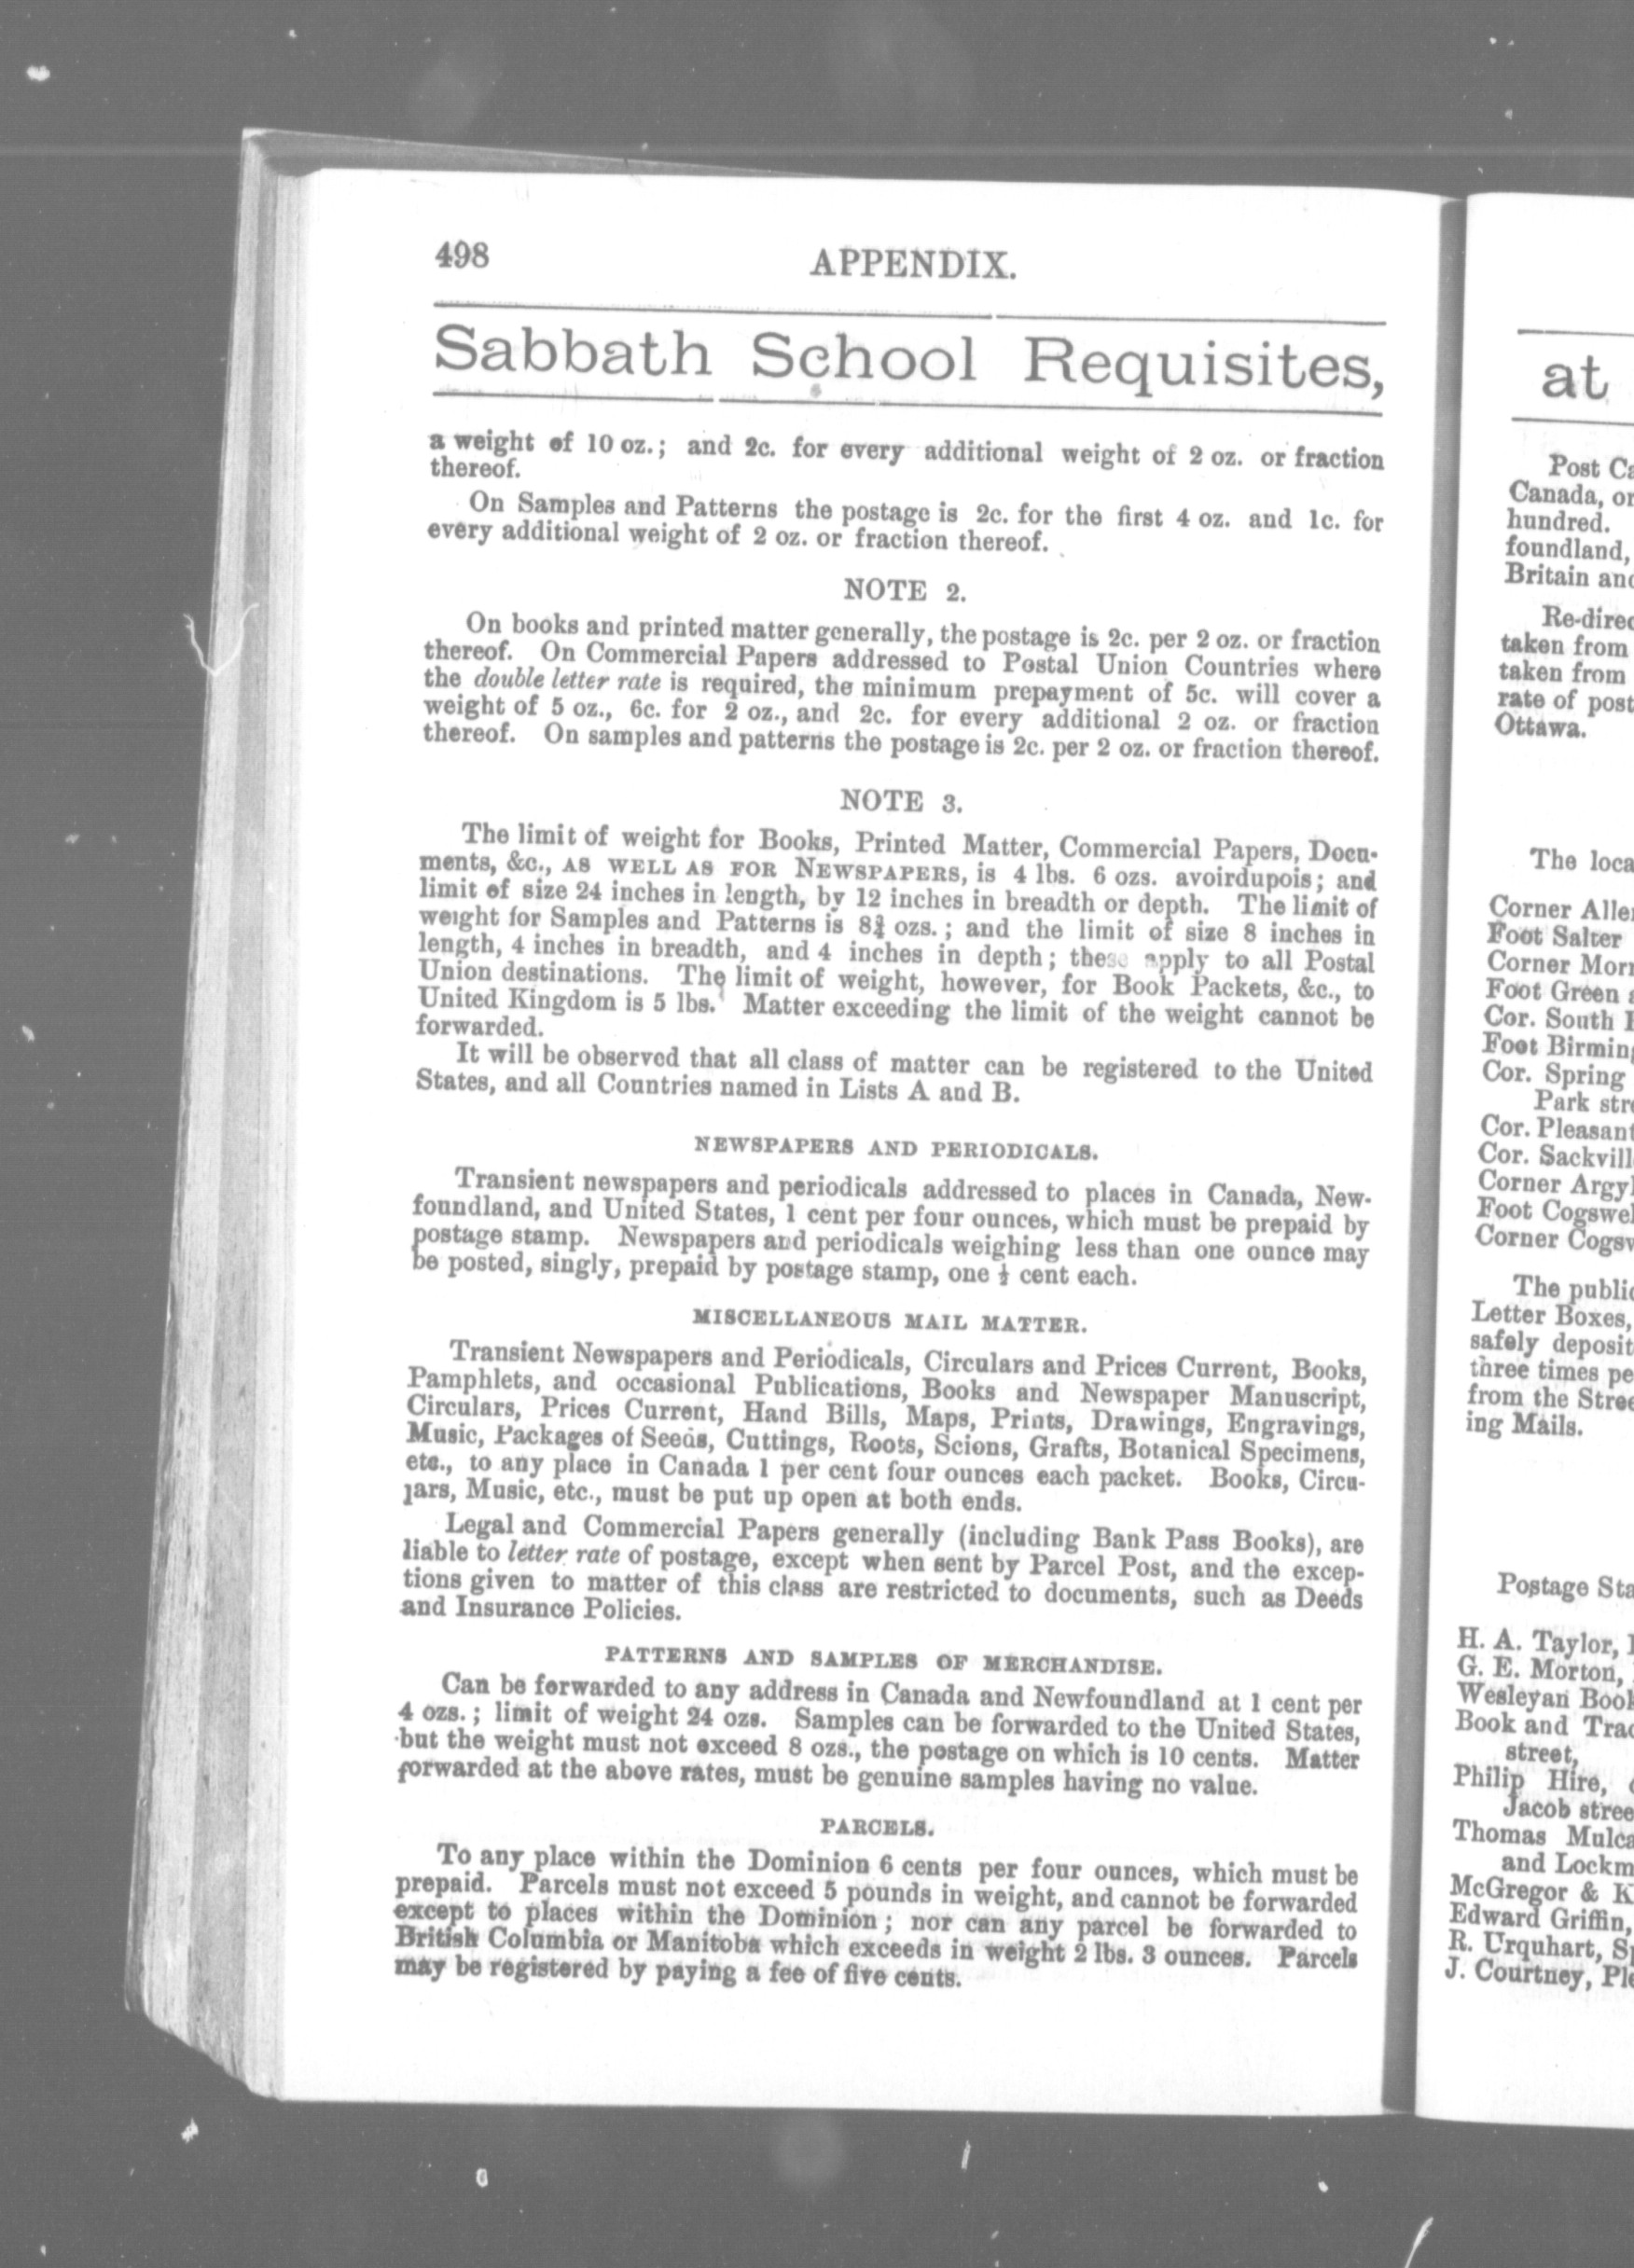 498
APPENDIX.
Sabbath School Requisites,
a weight of 10 oz.; and 2c. for every additional weight of 2 oz. or fraction
thereof.
On Samples and Patterns the postage is 2c. for the first 4 oz. and 1c. for
every additional weight of 2 oz. or fraction thereof.
NOTE 2.
On books and printed matter generally, the postage is 2c. per 2 oz. or fraction
thereof. On Commercial Papers addressed to Postal Union Countries where
the double letter rate is required, the minimum prepayment of 5c. will cover a
weight of 5 oz., 6c. for 2 oz., and 2c. for every additional 2 oz. or fraction
thereof. On samples and patterns the postage is 2c. per 2 oz. or fraction thereof.
NOTE 3.
The limit of weight for Books, Printed Matter, Commercial Papers, Docu-
ments, &c., AS WELL AS FOR NEWSPAPERS, is 4 lbs. 6 ozs. avoirdupois; and
limit of size 24 inches in length, by 12 inches in breadth or depth. The limit of
weight for Samples and Patterns is 8¾ ozs.; and the limit of size 8 inches in
length, 4 inches in breadth, and 4 inches in depth; these apply to all Postal
Union destinations. The limit of weight, however, for Book Packets, &c., to
United Kingdom is 5 lbs. Matter exceeding the limit of the weight cannot be
forwarded.
It will be observed that all class of matter can be registered to the United
States, and all Countries named in Lists A and B.
NEWSPAPERS AND PERIODICALS.
Transient newspapers and periodicals addressed to places in Canada, New-
foundland, and United States, 1 cent per four ounces, which must be prepaid by
postage stamp. Newspapers and periodicals weighing less than one ounce may
be posted, singly, prepaid by postage stamp, one ½ cent each.
MISCELLANEOUS MAIL MATTER.
Transient Newspapers and Periodicals, Circulars and Prices Current, Books,
Pamphlets, and occasional Publications, Books and Newspaper Manuscript,
Circulars, Prices Current, Hand Bills, Maps, Prints, Drawings, Engravings,
Music, Packages of Seeds, Cuttings, Roots, Scions, Grafts, Botanical Specimens,
etc., to any place in Canada 1 per cent four ounces each packet. Books, Circu-
lars, Music, etc., must be put up open at both ends.
Legal and Commercial Papers generally (including Bank Pass Books), are
liable to letter rate of postage, except when sent by Parcel Post, and the excep-
tions given to matter of this class are restricted to documents, such as Deeds
and Insurance Policies.
PATTERNS AND SAMPLES OF MERCHANDISE.
Can be forwarded to any address in Canada and Newfoundland at 1 cent per
4 ozs.; limit of weight 24 ozs. Samples can be forwarded to the United States,
but the weight must not exceed 8 ozs., the postage on which is 10 cents. Matter
forwarded at the above rates, must be genuine samples having no value.
PARCELS.
To any place within the Dominion 6 cents per four ounces, which must be
prepaid. Parcels must not exceed 5 pounds in weight, and cannot be forwarded
except to places within the Dominion; nor can any parcel be forwarded to
British Columbia or Manitoba which exceeds in weight 2 lbs. 3 ounces. Parcels
may be registered by paying a fee of five cents.
at
Post
Canada, or
hundred.
foundland,
Britain
taken from
taken from
rate of
Ottawa.
The
Corner
Foot Salter
Corner
Foot Green
Cor. South
Foot
Cor. Spring
Park
Cor.
Cor.
Corner
Foot
Corner
The
Letter Boxes,
safely
three times
from the
ing Mails.
Postage
H. A. Taylor,
G. E. Morton,
Wesleyan
Book and
street,
Philip Hire,
Jacob
Thomas
and
McGregor &
Edward Griffin,
R. Urquhart,
J. Courtney,